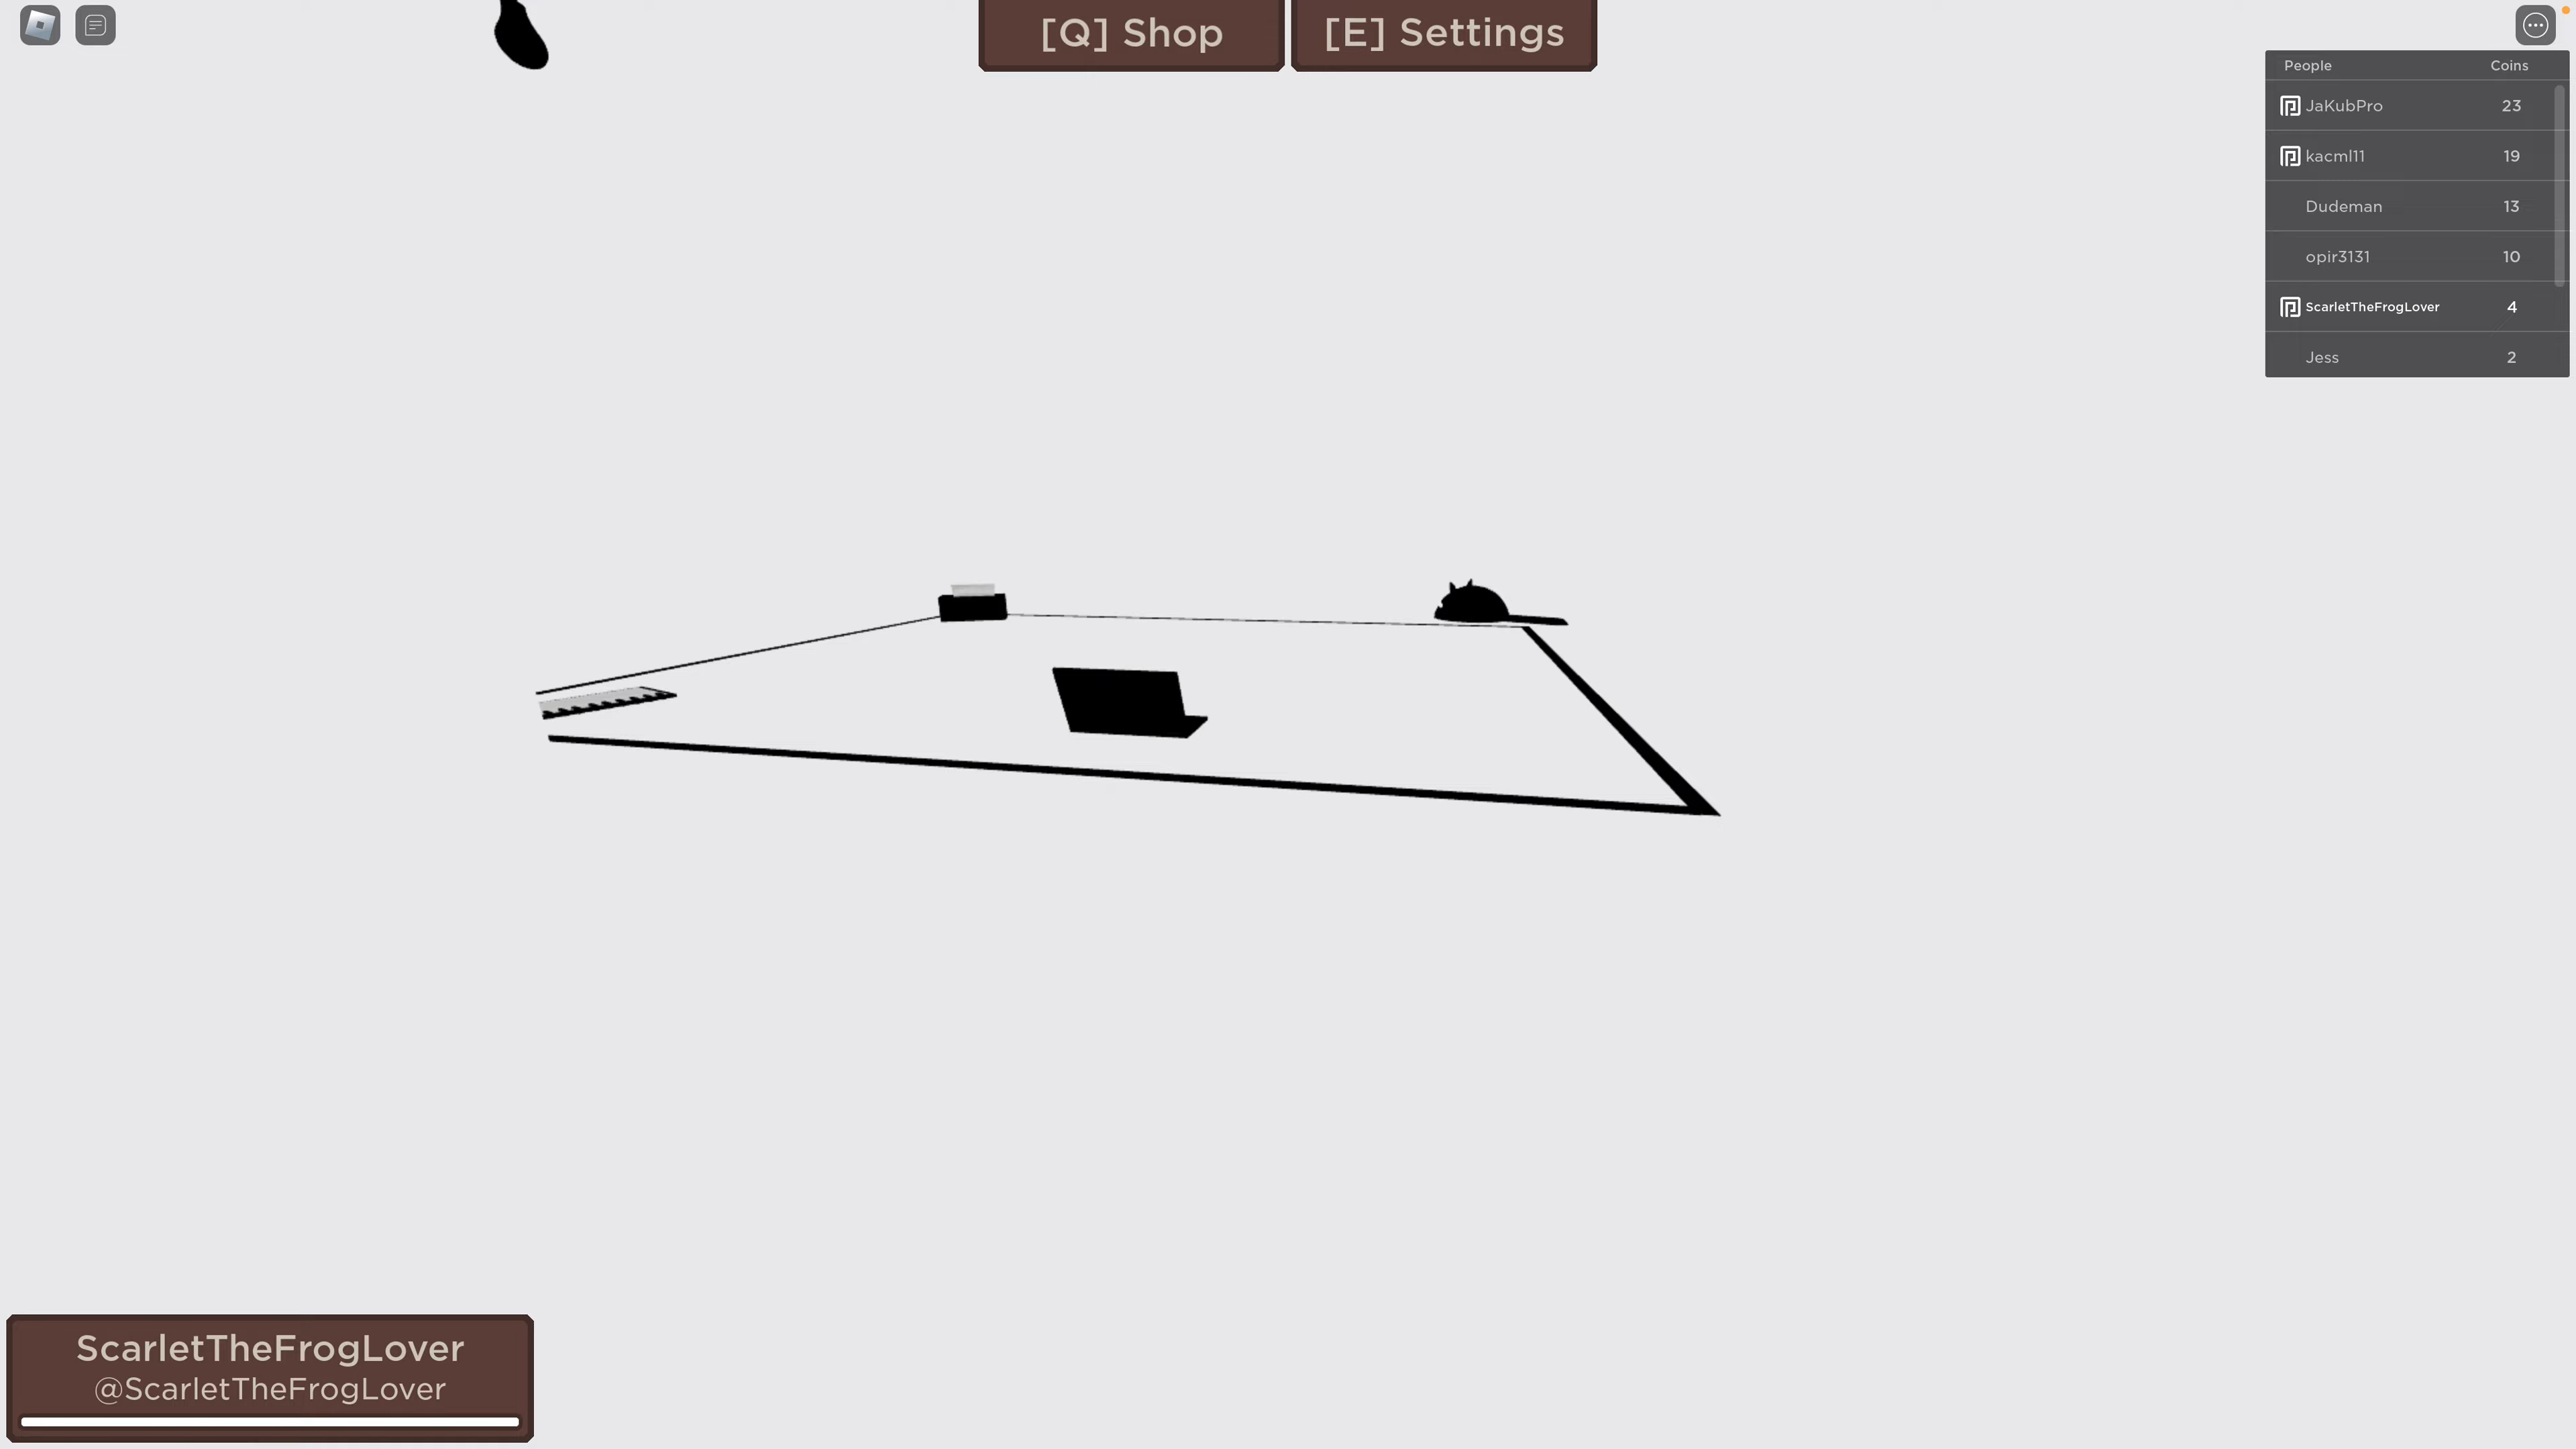 [Q] Shop
[E] Settings
People Coins
JaKubPro 23
kacml11 19
Dudeman 13
opir3131 10
ScarletTheFrogLover 4
Jess 2
ScarletTheFrogLover
@ScarletTheFrogLover